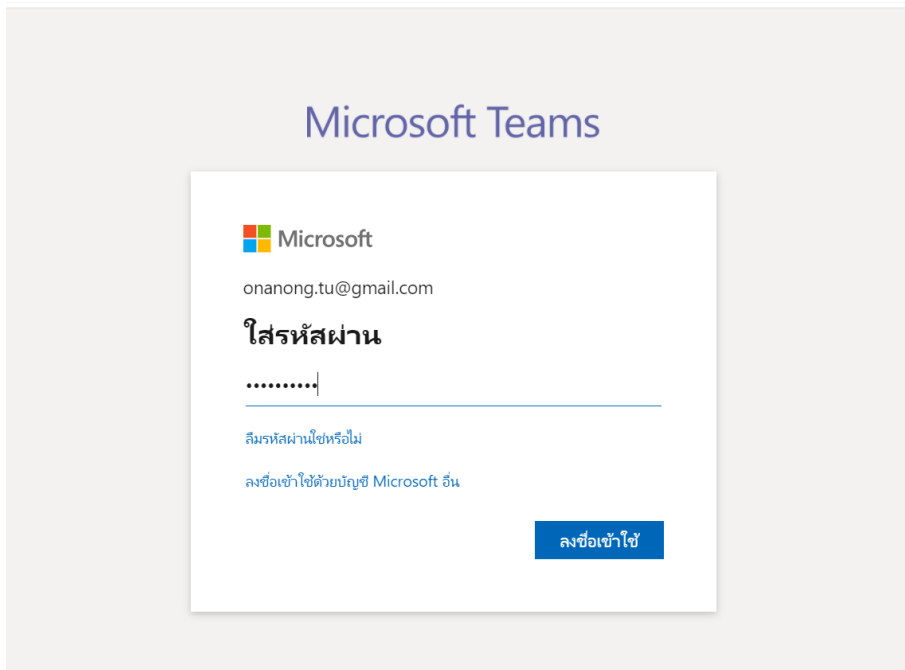 Microsoft Teams
Microsoft
onanong.tu@gmail.com
ใส่รหัสผ่าน
••••••••••
ลืมรหัสผ่านใช่หรือไม่
ลงชื่อเข้าใช้ด้วยบัญชี Microsoft อื่น
ลงชื่อเข้าใช้